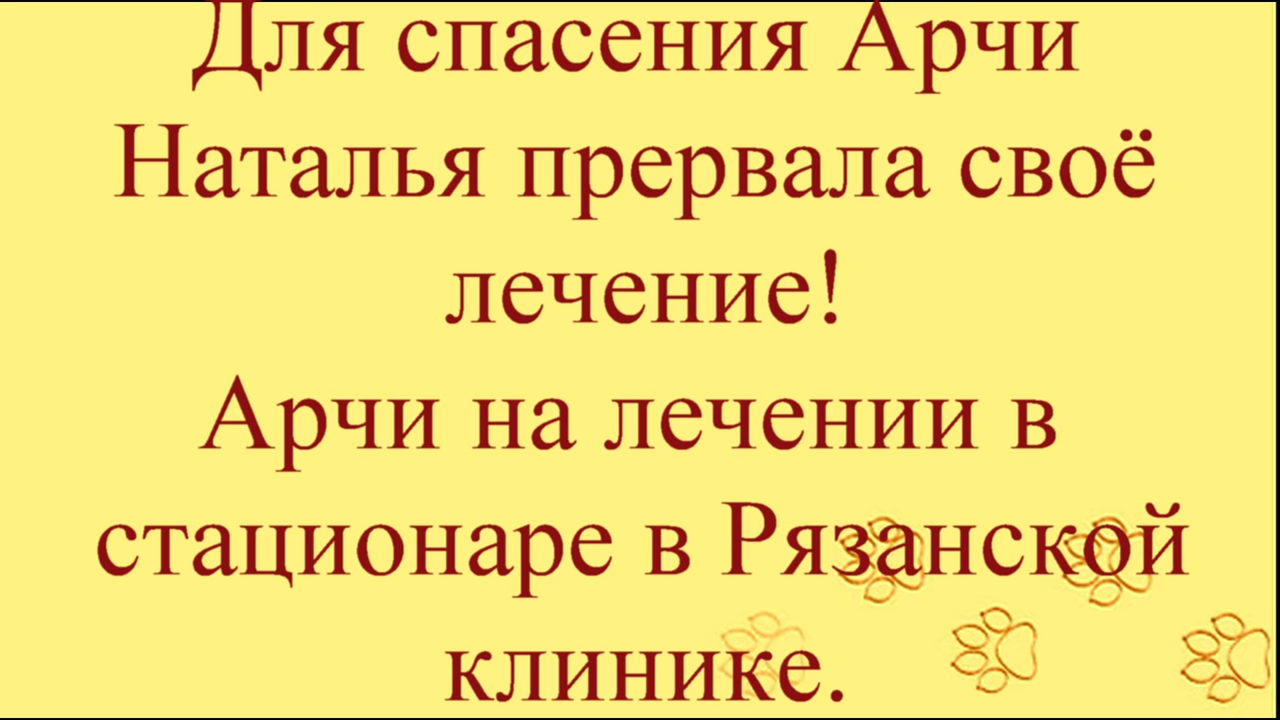 Для спасения Арчи
Наталья прервала своё
лечение!
Арчи на лечении в
стационаре в Рязанской
клинике.